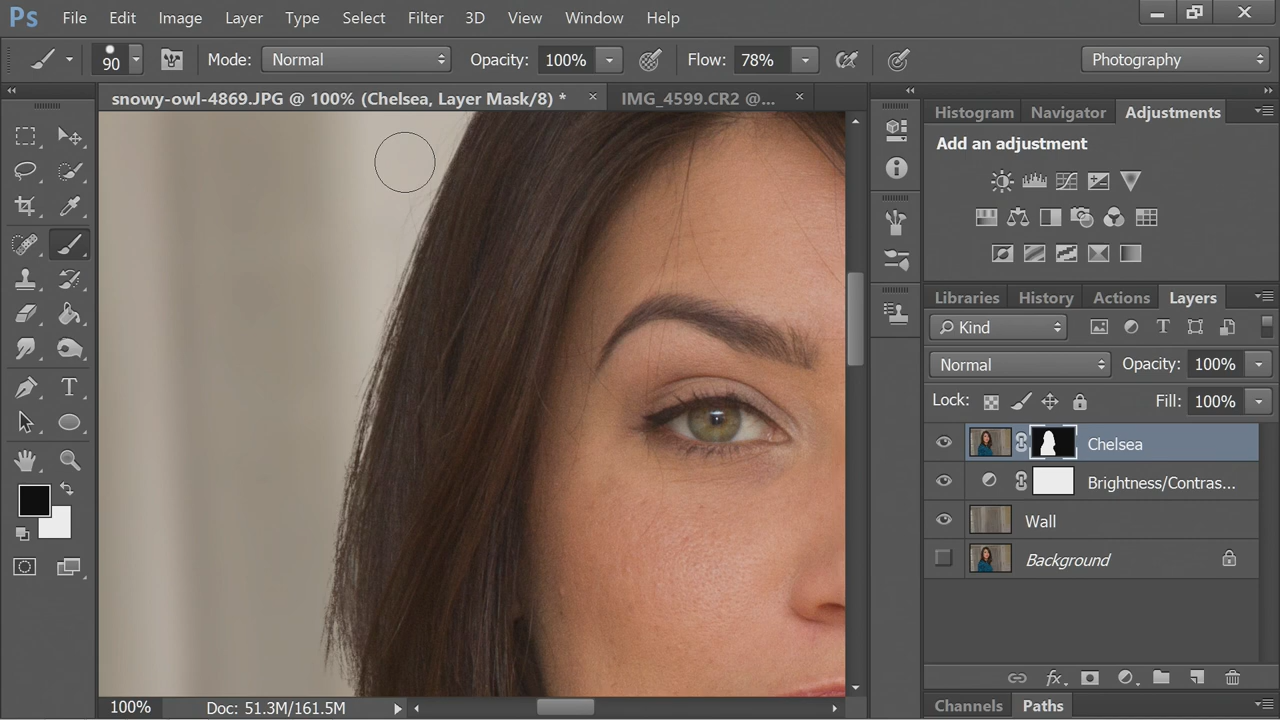 Ps File Edit Image Layer Type Select Filter 3D View Window Help
90 Mode: Normal Opacity: 100% Flow: 78% Photography
snowy-owl-4869.JPG @ 100% (Chelsea, Layer Mask/8) * × IMG_4599.CR2 @... ×
Histogram Navigator Adjustments
Add an adjustment
Libraries History Actions Layers
Kind T
Normal Opacity: 100%
Lock: Fill: 100%
Chelsea
Brightness/Contras...
Wall
Background
fx
100% Doc: 51.3M/161.5M
Channels Paths